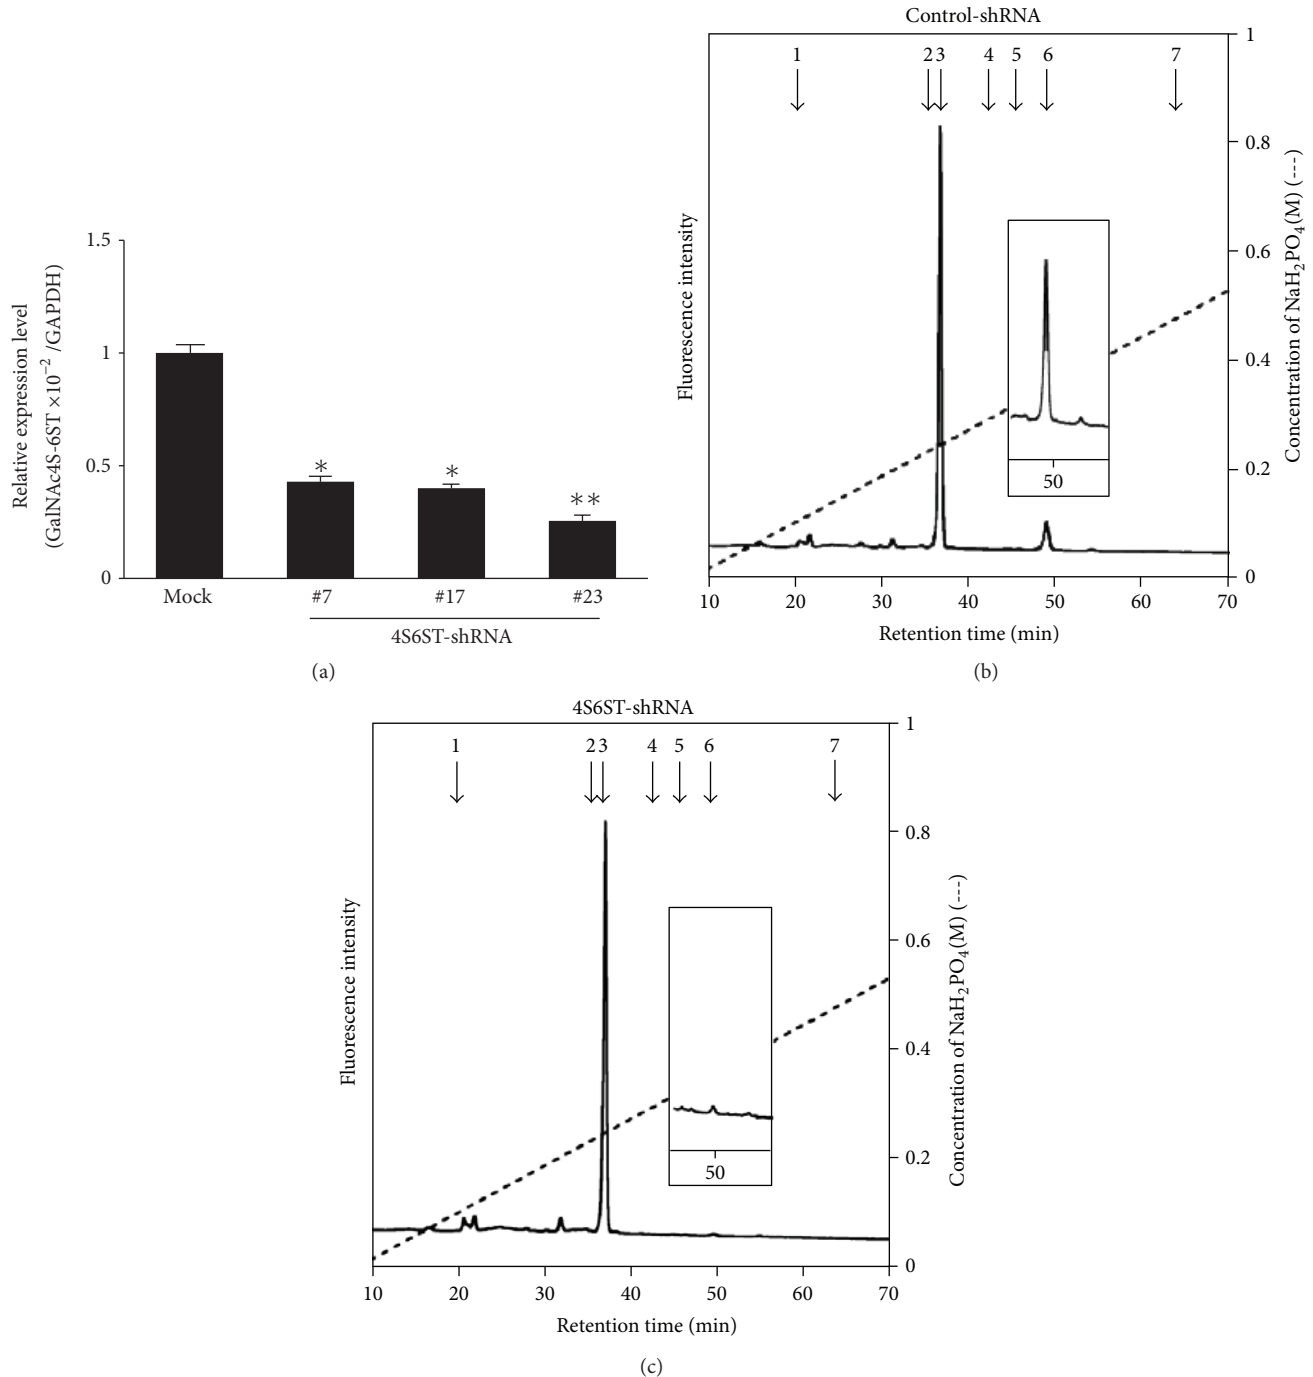 Relative expression level
(GalNAc4S-6ST ×10⁻² /GAPDH)
1.5
1
0.5
0
* * **
Mock #7 #17 #23
4S6ST-shRNA
(a)
Control-shRNA
1 2 3 4 5 6 7
Fluorescence intensity
50
1
0.8
0.6
0.4
0.2
0
Concentration of NaH₂PO₄(M) (---)
10 20 30 40 50 60 70
Retention time (min)
(b)
4S6ST-shRNA
1 2 3 4 5 6 7
Fluorescence intensity
50
1
0.8
0.6
0.4
0.2
0
Concentration of NaH₂PO₄(M) (---)
10 20 30 40 50 60 70
Retention time (min)
(c)